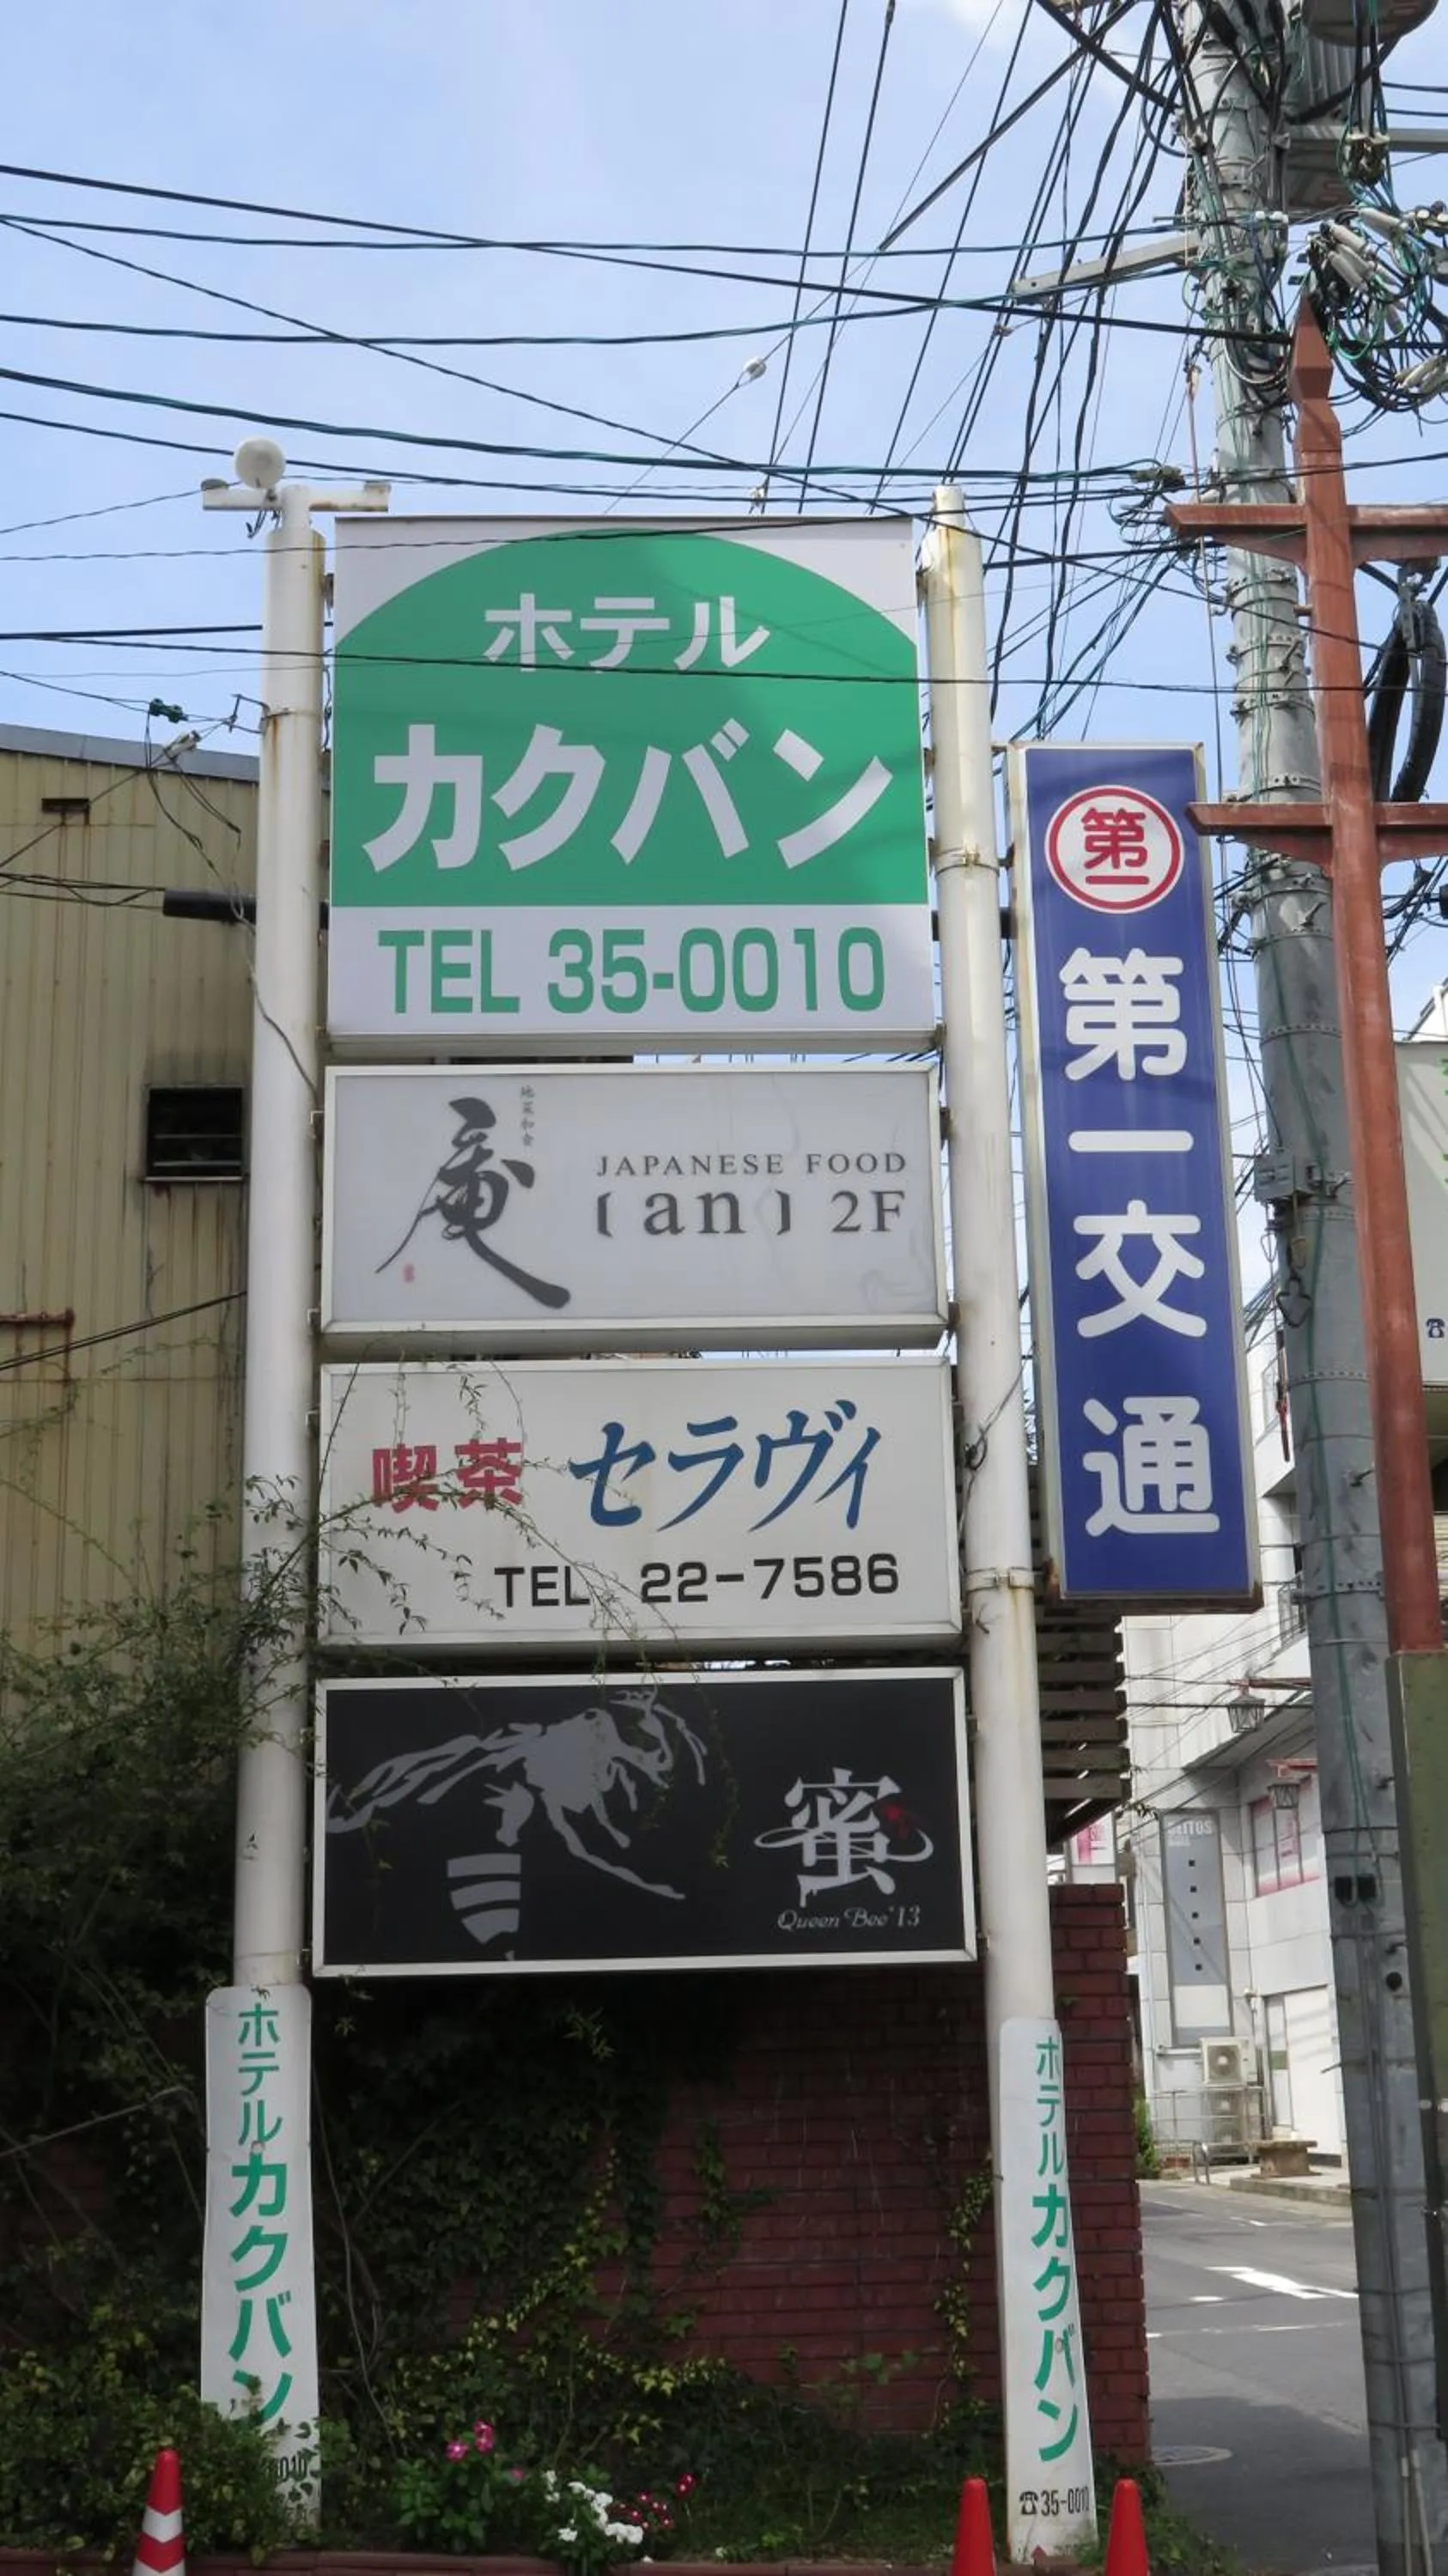 ホテル
カクバン
TEL 35-0010
地菜和食
庵
JAPANESE FOOD
[an] 2F
喫茶 セラヴィ
TEL 22-7586
蜜
Queen Bee'13
第一
第一交通
ホテルカクバン
ホテルカクバン
☎35-0010